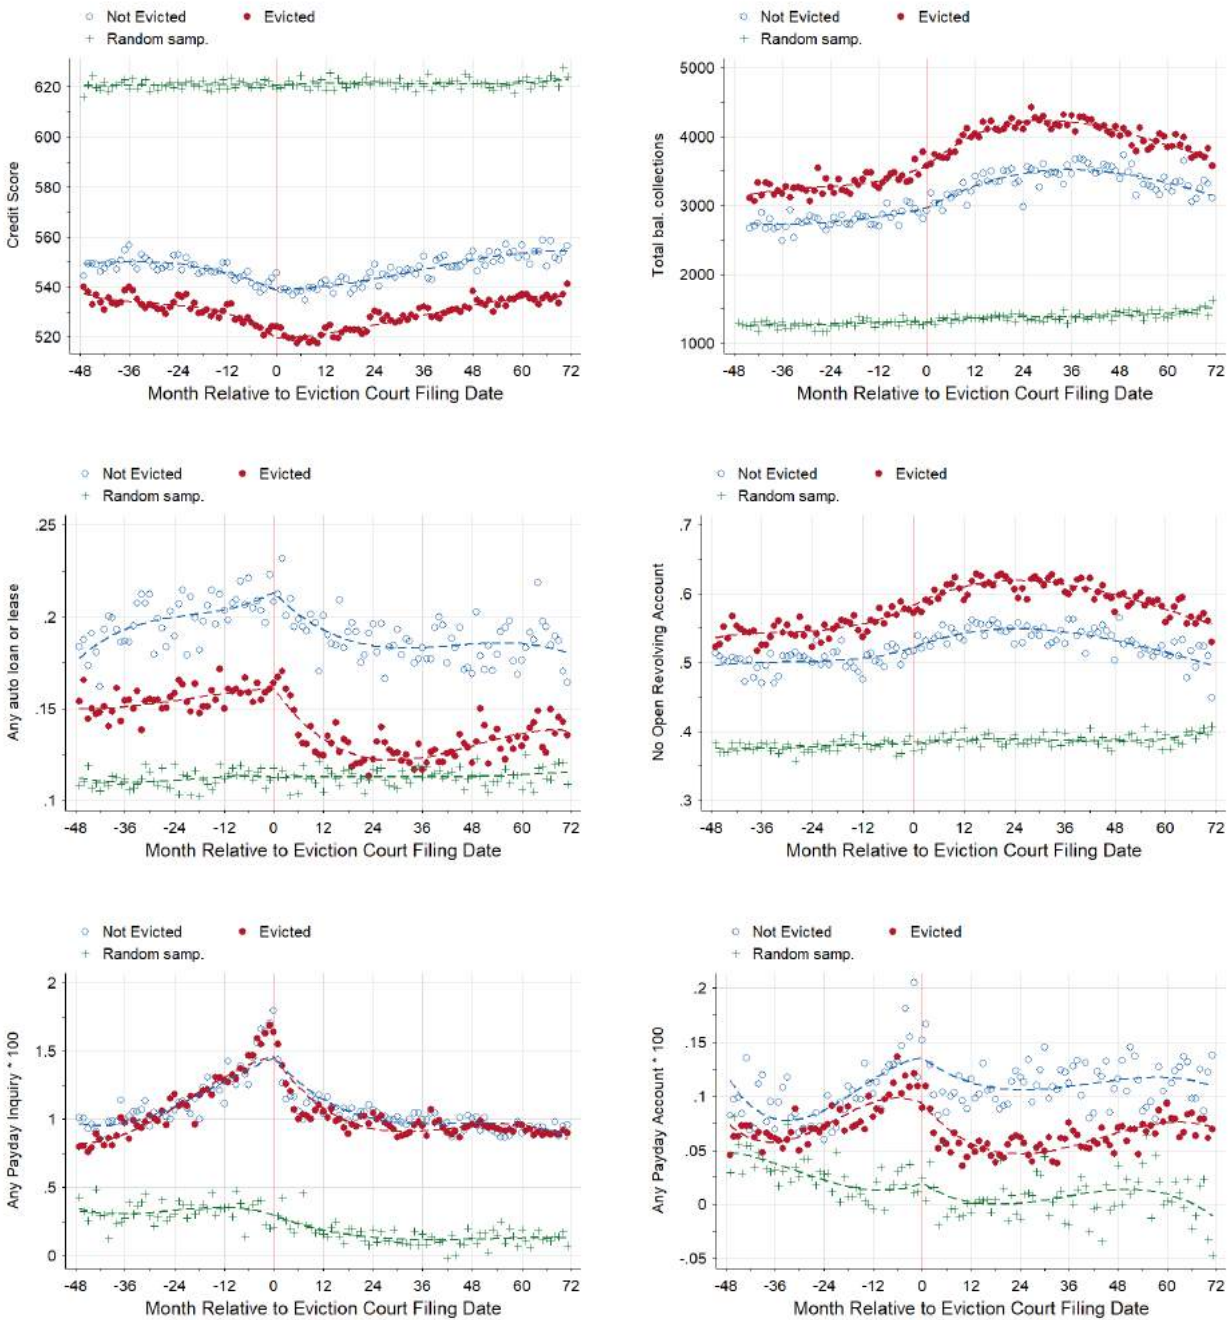 Not Evicted Evicted
Random samp.
Credit Score
620
600
580
560
540
520
-48 -36 -24 -12 0 12 24 36 48 60 72
Month Relative to Eviction Court Filing Date
Not Evicted Evicted
Random samp.
Total bal. collections
5000
4000
3000
2000
1000
-48 -36 -24 -12 0 12 24 36 48 60 72
Month Relative to Eviction Court Filing Date
Not Evicted Evicted
Random samp.
Any auto loan or lease
.25
.2
.15
.1
-48 -36 -24 -12 0 12 24 36 48 60 72
Month Relative to Eviction Court Filing Date
Not Evicted Evicted
Random samp.
No Open Revolving Account
.7
.6
.5
.4
.3
-48 -36 -24 -12 0 12 24 36 48 60 72
Month Relative to Eviction Court Filing Date
Not Evicted Evicted
Random samp.
Any Payday Inquiry * 100
2
1.5
1
.5
0
-48 -36 -24 -12 0 12 24 36 48 60 72
Month Relative to Eviction Court Filing Date
Not Evicted Evicted
Random samp.
Any Payday Account * 100
.2
.15
.1
.05
0
-.05
-48 -36 -24 -12 0 12 24 36 48 60 72
Month Relative to Eviction Court Filing Date